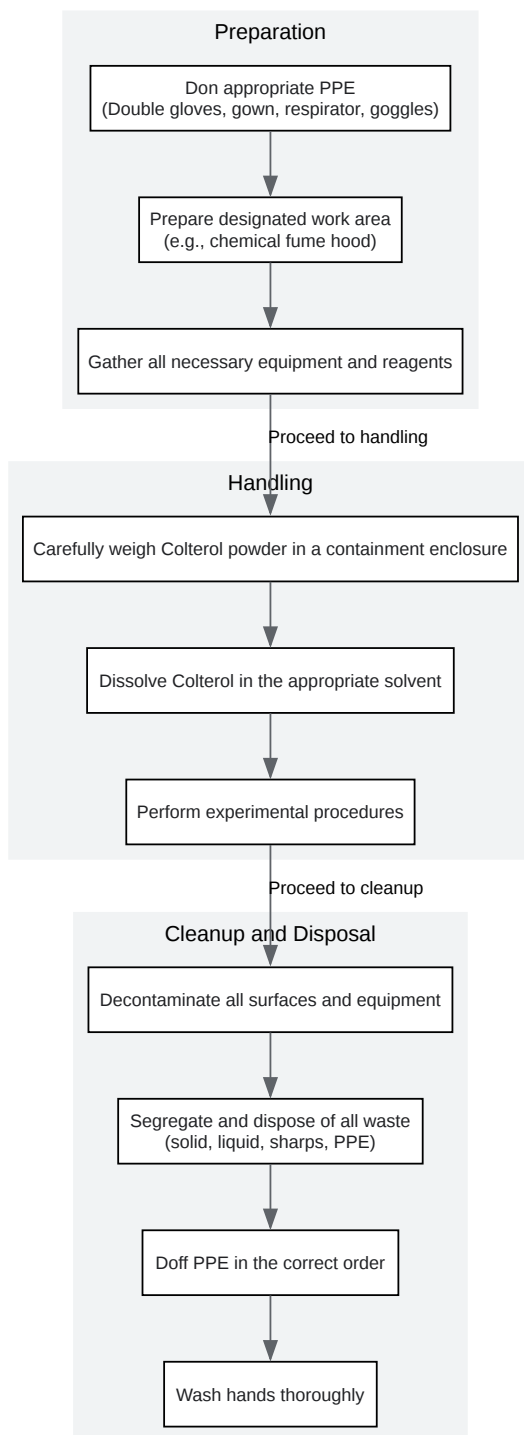 Preparation
Don appropriate PPE
(Double gloves, gown, respirator, goggles)
Prepare designated work area
(e.g., chemical fume hood)
Gather all necessary equipment and reagents
Proceed to handling
Handling
Carefully weigh Colterol powder in a containment enclosure
Dissolve Colterol in the appropriate solvent
Perform experimental procedures
Proceed to cleanup
Cleanup and Disposal
Decontaminate all surfaces and equipment
Segregate and dispose of all waste
(solid, liquid, sharps, PPE)
Doff PPE in the correct order
Wash hands thoroughly